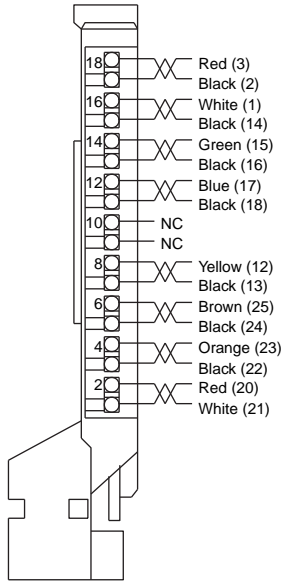 18 Red (3)
Black (2)
16 White (1)
Black (14)
14 Green (15)
Black (16)
12 Blue (17)
Black (18)
10 NC
NC
8 Yellow (12)
Black (13)
6 Brown (25)
Black (24)
4 Orange (23)
Black (22)
2 Red (20)
White (21)